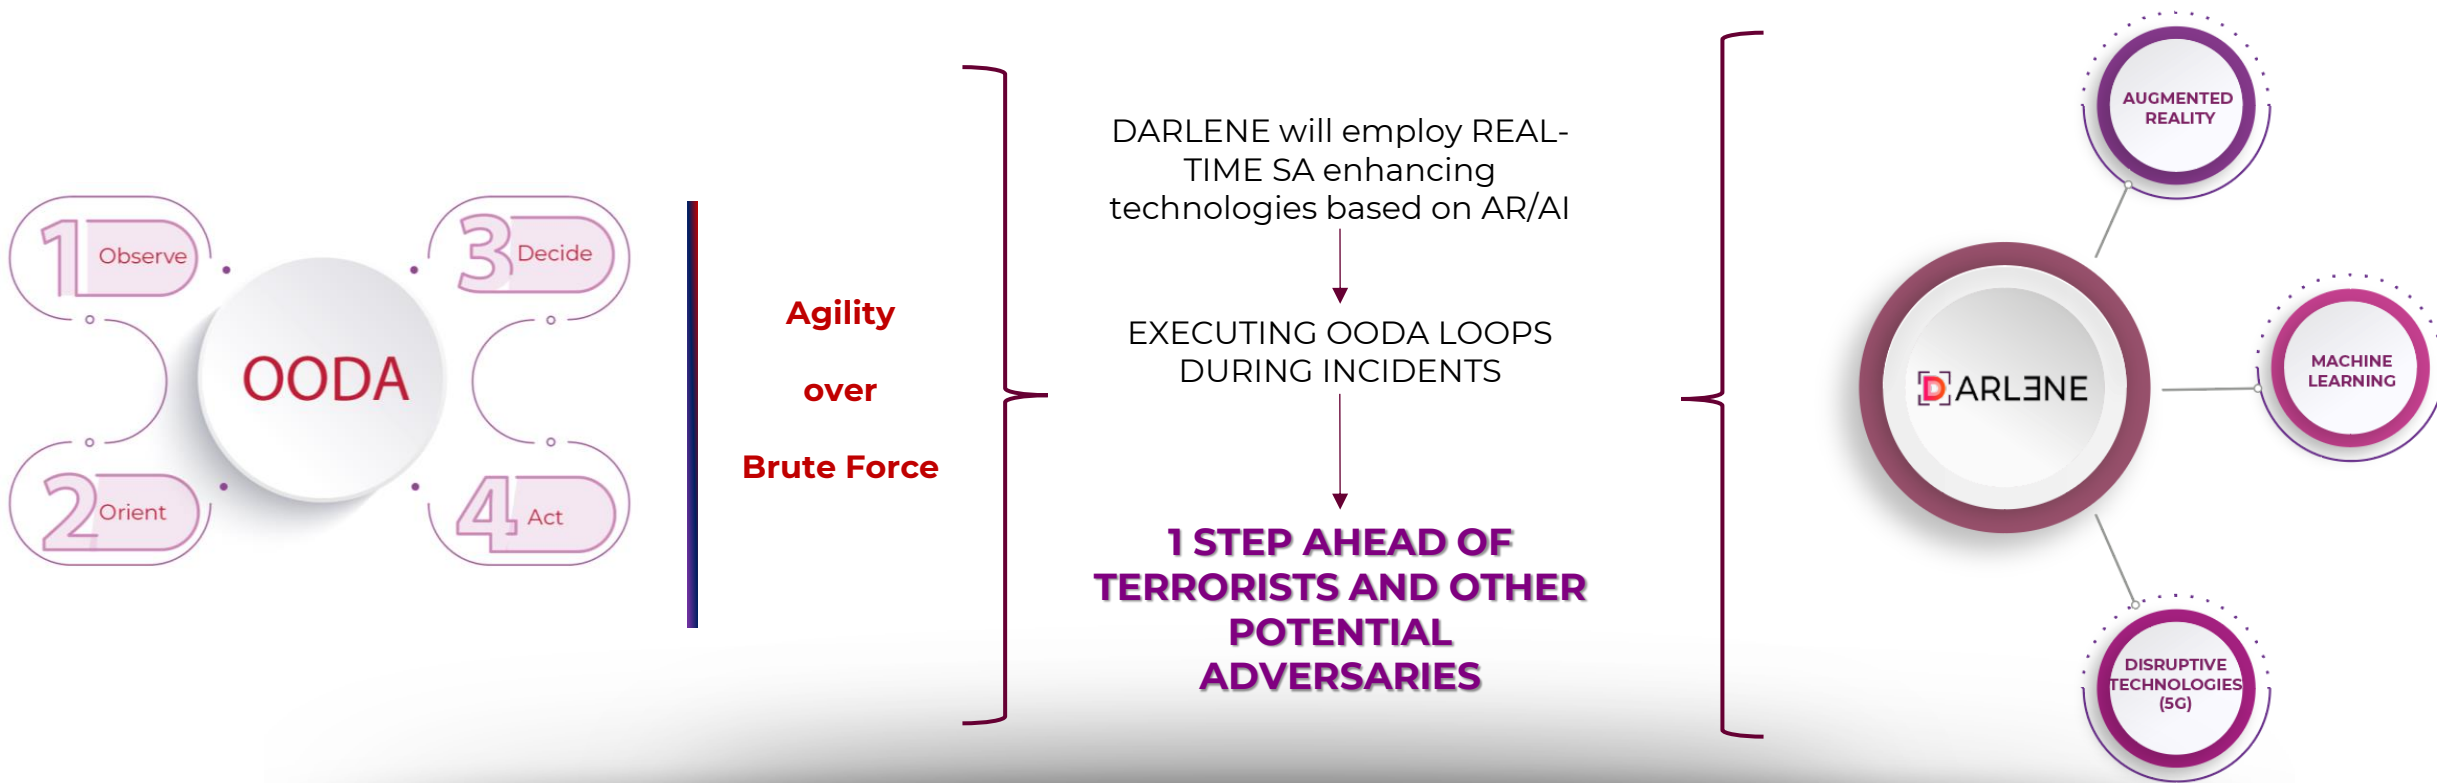 1
Observe
2
Orient
OODA
3
Decide
4
Act
Agility
over
Brute Force
DARLENE will employ REAL-
TIME SA enhancing
technologies based on AR/AI
EXECUTING OODA LOOPS
DURING INCIDENTS
1 STEP AHEAD OF
TERRORISTS AND OTHER
POTENTIAL
ADVERSARIES
DARLƎNE
AUGMENTED
REALITY
MACHINE
LEARNING
DISRUPTIVE
TECHNOLOGIES
(5G)